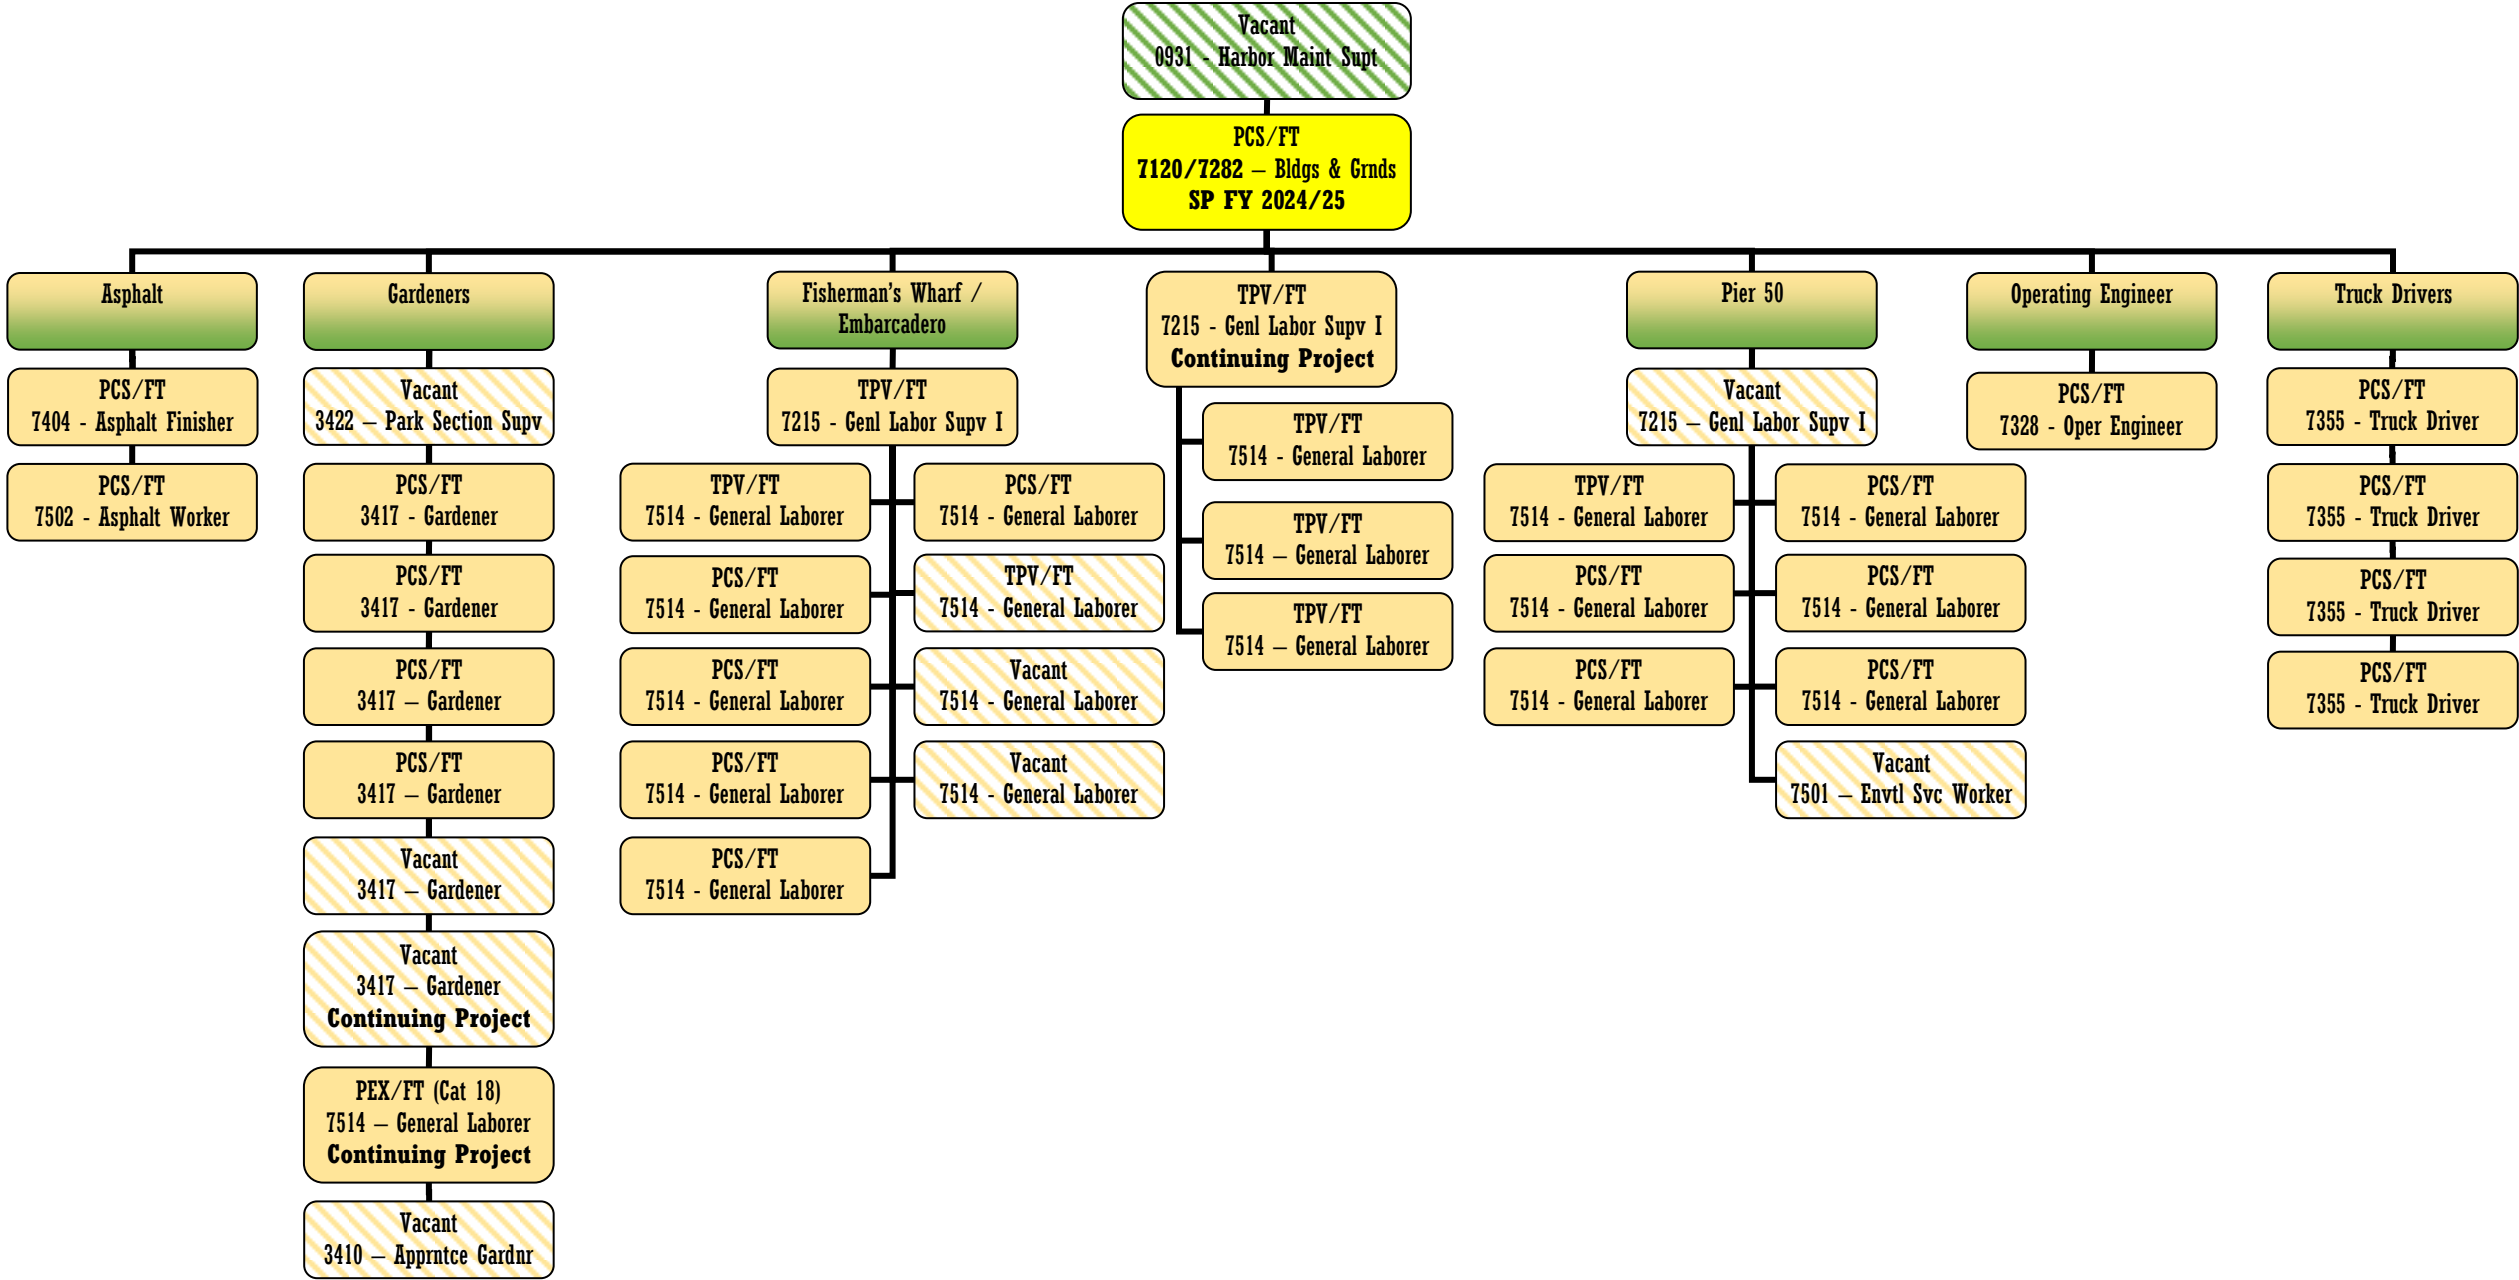 Vacant
0931 - Harbor Maint Supt
PCS/FT
7120/7282 – Bldgs & Grnds
SP FY 2024/25
Asphalt
PCS/FT
7404 - Asphalt Finisher
PCS/FT
7502 - Asphalt Worker
Gardeners
Vacant
3422 – Park Section Supv
PCS/FT
3417 - Gardener
PCS/FT
3417 - Gardener
PCS/FT
3417 – Gardener
PCS/FT
3417 – Gardener
Vacant
3417 – Gardener
Vacant
3417 – Gardener
Continuing Project
PEX/FT (Cat 18)
7514 – General Laborer
Continuing Project
Vacant
3410 – Apprntce Gardnr
Fisherman’s Wharf /
Embarcadero
TPV/FT
7215 - Genl Labor Supv I
TPV/FT
7514 - General Laborer
PCS/FT
7514 - General Laborer
PCS/FT
7514 - General Laborer
TPV/FT
7514 - General Laborer
PCS/FT
7514 - General Laborer
Vacant
7514 - General Laborer
PCS/FT
7514 - General Laborer
Vacant
7514 - General Laborer
PCS/FT
7514 - General Laborer
TPV/FT
7215 - Genl Labor Supv I
Continuing Project
TPV/FT
7514 - General Laborer
TPV/FT
7514 – General Laborer
TPV/FT
7514 – General Laborer
Pier 50
Vacant
7215 – Genl Labor Supv I
TPV/FT
7514 - General Laborer
PCS/FT
7514 - General Laborer
PCS/FT
7514 - General Laborer
PCS/FT
7514 - General Laborer
PCS/FT
7514 - General Laborer
PCS/FT
7514 - General Laborer
Vacant
7501 – Envtl Svc Worker
Operating Engineer
PCS/FT
7328 - Oper Engineer
Truck Drivers
PCS/FT
7355 - Truck Driver
PCS/FT
7355 - Truck Driver
PCS/FT
7355 - Truck Driver
PCS/FT
7355 - Truck Driver